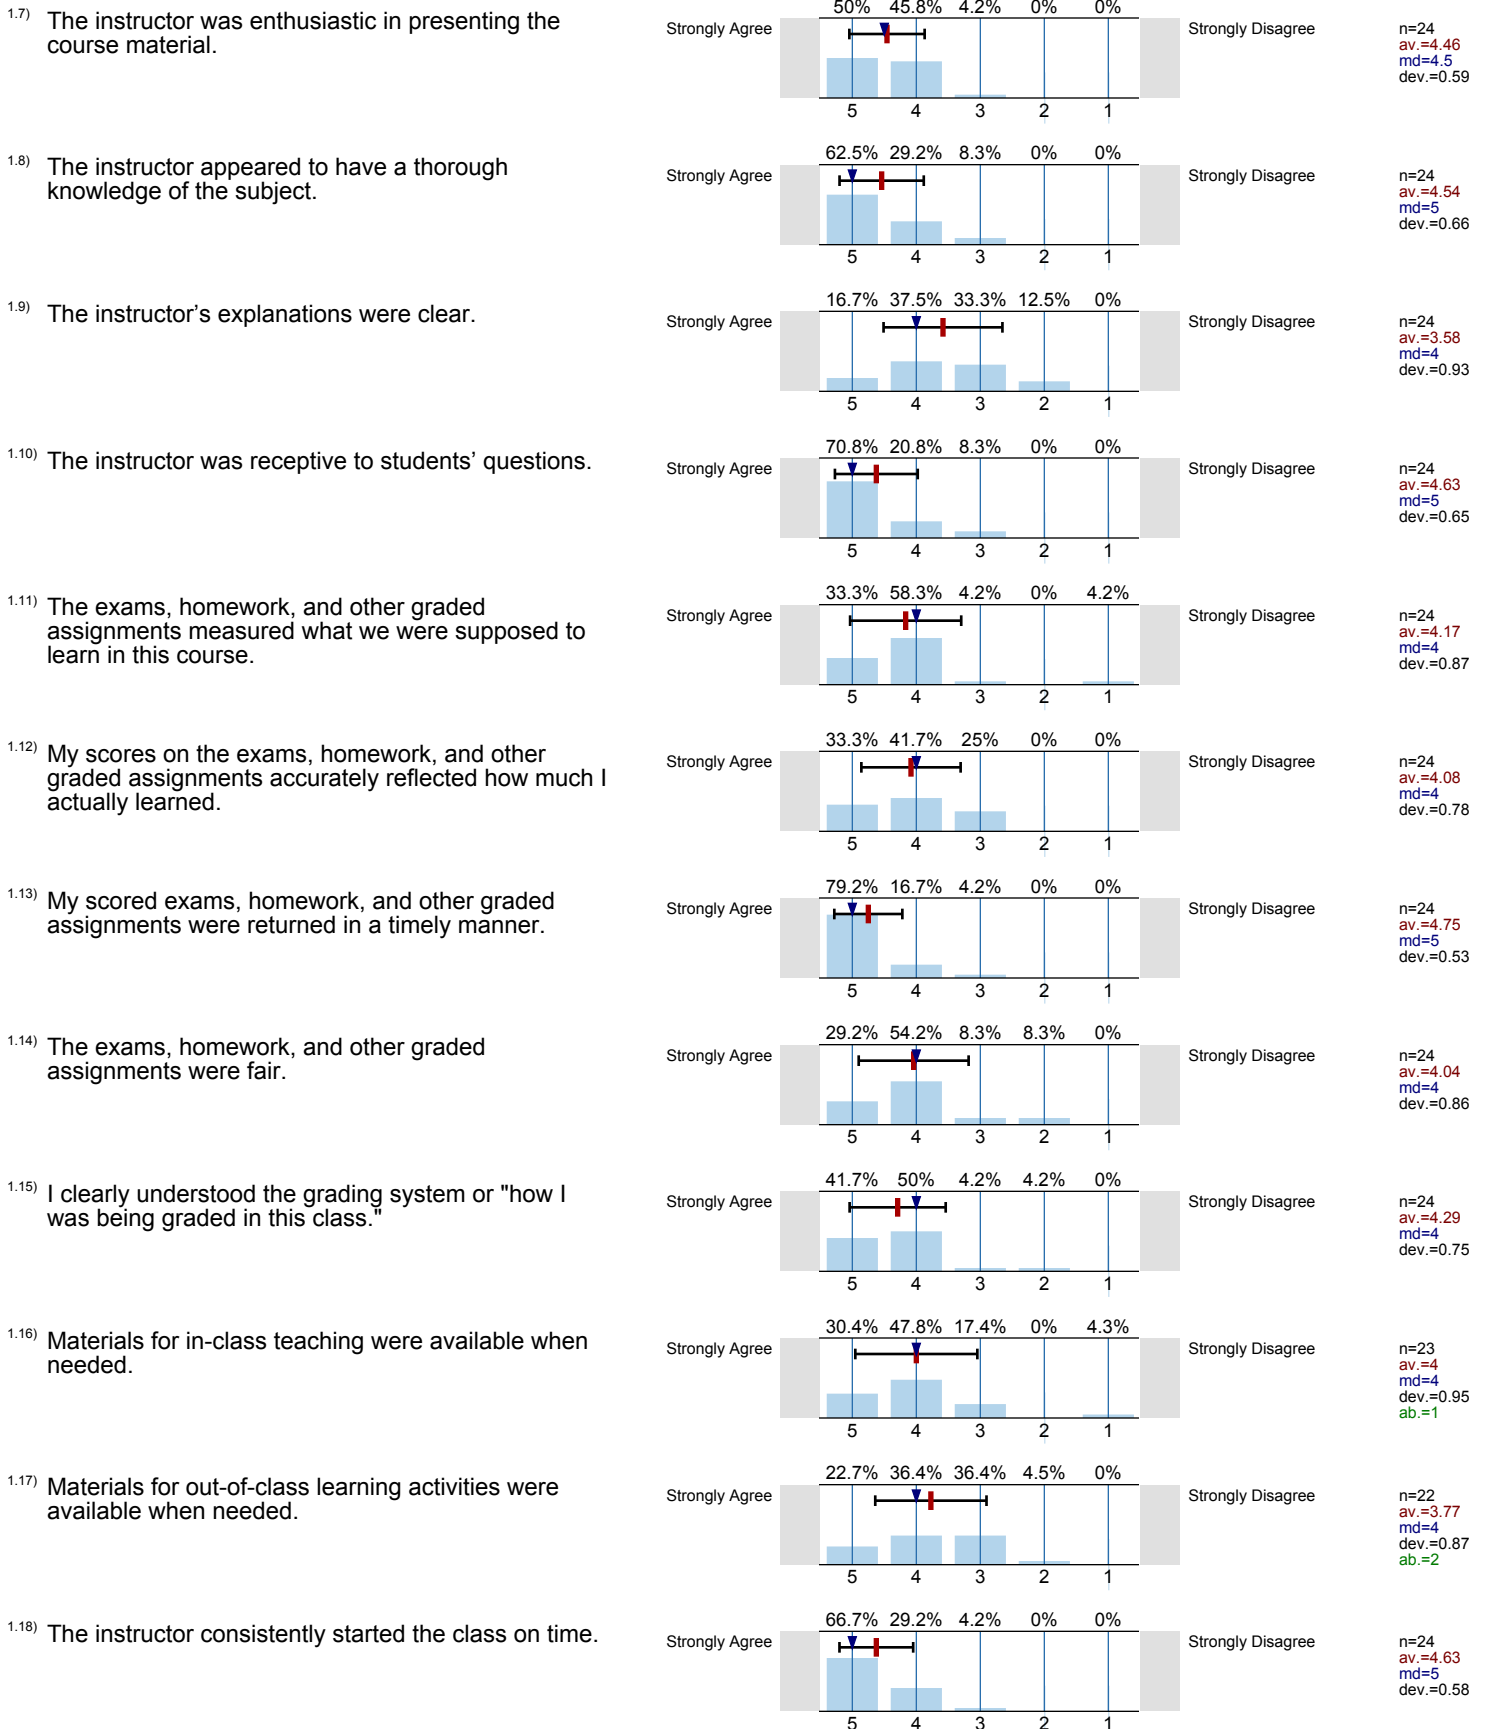 1.7) The instructor was enthusiastic in presenting the
course material.
50% 45.8% 4.2% 0% 0%
Strongly Agree
Strongly Disagree
n=24
av.=4.46
md=4.5
dev.=0.59
5 4 3 2 1
1.8) The instructor appeared to have a thorough
knowledge of the subject.
62.5% 29.2% 8.3% 0% 0%
Strongly Agree
Strongly Disagree
n=24
av.=4.54
md=5
dev.=0.66
5 4 3 2 1
1.9) The instructor's explanations were clear.
16.7% 37.5% 33.3% 12.5% 0%
Strongly Agree
Strongly Disagree
n=24
av.=3.58
md=4
dev.=0.93
5 4 3 2 1
1.10) The instructor was receptive to students' questions.
70.8% 20.8% 8.3% 0% 0%
Strongly Agree
Strongly Disagree
n=24
av.=4.63
md=5
dev.=0.65
5 4 3 2 1
1.11) The exams, homework, and other graded
assignments measured what we were supposed to
learn in this course.
33.3% 58.3% 4.2% 0% 4.2%
Strongly Agree
Strongly Disagree
n=24
av.=4.17
md=4
dev.=0.87
5 4 3 2 1
1.12) My scores on the exams, homework, and other
graded assignments accurately reflected how much I
actually learned.
33.3% 41.7% 25% 0% 0%
Strongly Agree
Strongly Disagree
n=24
av.=4.08
md=4
dev.=0.78
5 4 3 2 1
1.13) My scored exams, homework, and other graded
assignments were returned in a timely manner.
79.2% 16.7% 4.2% 0% 0%
Strongly Agree
Strongly Disagree
n=24
av.=4.75
md=5
dev.=0.53
5 4 3 2 1
1.14) The exams, homework, and other graded
assignments were fair.
29.2% 54.2% 8.3% 8.3% 0%
Strongly Agree
Strongly Disagree
n=24
av.=4.04
md=4
dev.=0.86
5 4 3 2 1
1.15) I clearly understood the grading system or "how I
was being graded in this class."
41.7% 50% 4.2% 4.2% 0%
Strongly Agree
Strongly Disagree
n=24
av.=4.29
md=4
dev.=0.75
5 4 3 2 1
1.16) Materials for in-class teaching were available when
needed.
30.4% 47.8% 17.4% 0% 4.3%
Strongly Agree
Strongly Disagree
n=23
av.=4
md=4
dev.=0.95
ab.=1
5 4 3 2 1
1.17) Materials for out-of-class learning activities were
available when needed.
22.7% 36.4% 36.4% 4.5% 0%
Strongly Agree
Strongly Disagree
n=22
av.=3.77
md=4
dev.=0.87
ab.=2
5 4 3 2 1
1.18) The instructor consistently started the class on time.
66.7% 29.2% 4.2% 0% 0%
Strongly Agree
Strongly Disagree
n=24
av.=4.63
md=5
dev.=0.58
5 4 3 2 1